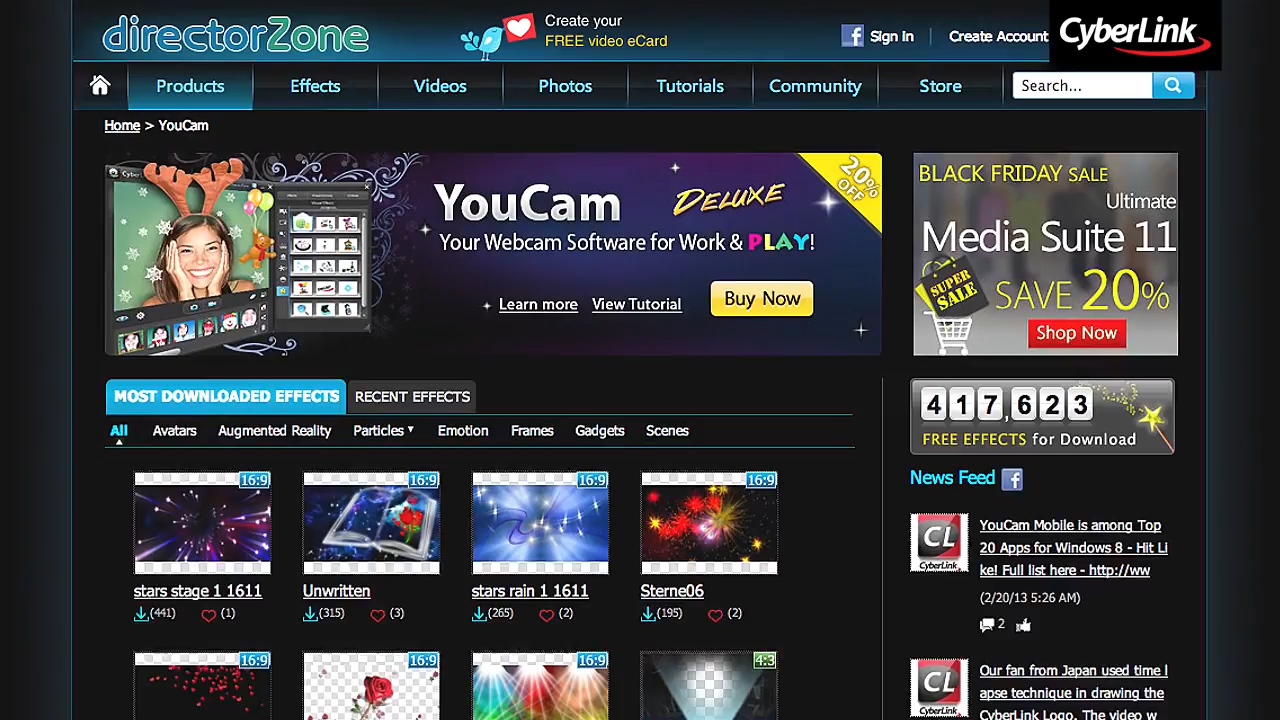 directorZone
Create your
FREE video eCard
Sign In
Create Account
CyberLink
Products
Effects
Videos
Photos
Tutorials
Community
Store
Search...
Home > YouCam
YouCam DELUXE
20% OFF
Your Webcam Software for Work & PLAY!
Learn more
View Tutorial
Buy Now
BLACK FRIDAY SALE
Ultimate
Media Suite 11
SUPER SALE
SAVE 20%
Shop Now
MOST DOWNLOADED EFFECTS
RECENT EFFECTS
All
Avatars
Augmented Reality
Particles
Emotion
Frames
Gadgets
Scenes
417,623
FREE EFFECTS for Download
16:9
16:9
16:9
16:9
stars stage 1 1611
Unwritten
stars rain 1 1611
Sterne06
(441)
(1)
(315)
(3)
(265)
(2)
(195)
(2)
16:9
16:9
16:9
4:3
News Feed
CL
CyberLink
YouCam Mobile is among Top
20 Apps for Windows 8 - Hit Li
ke! Full list here - http://ww
(2/20/13 5:26 AM)
2
CL
CyberLink
Our fan from Japan used time l
apse technique in drawing the
CyberLink Logo. The video w